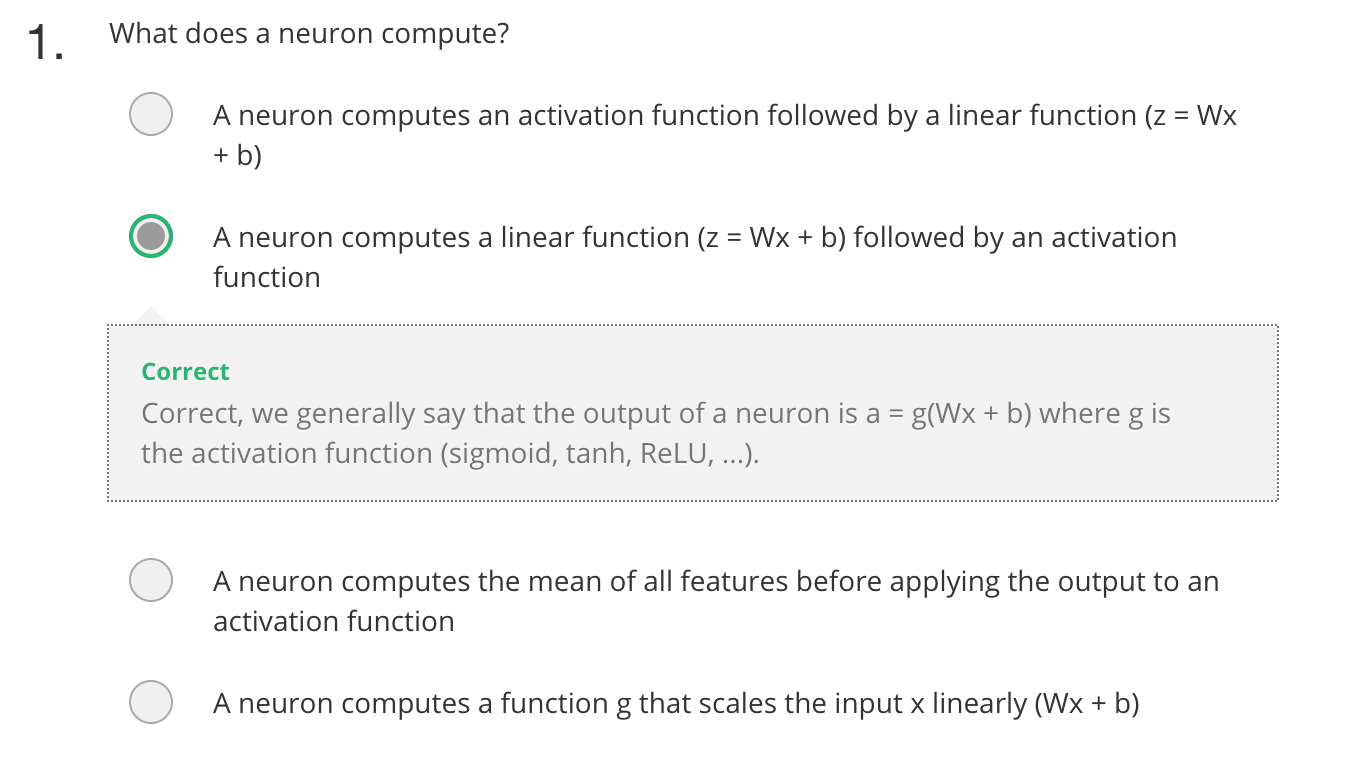 1. What does a neuron compute?
A neuron computes an activation function followed by a linear function (z = Wx
+ b)
A neuron computes a linear function (z = Wx + b) followed by an activation
function
Correct
Correct, we generally say that the output of a neuron is a = g(Wx + b) where g is
the activation function (sigmoid, tanh, ReLU, ...).
A neuron computes the mean of all features before applying the output to an
activation function
A neuron computes a function g that scales the input x linearly (Wx + b)